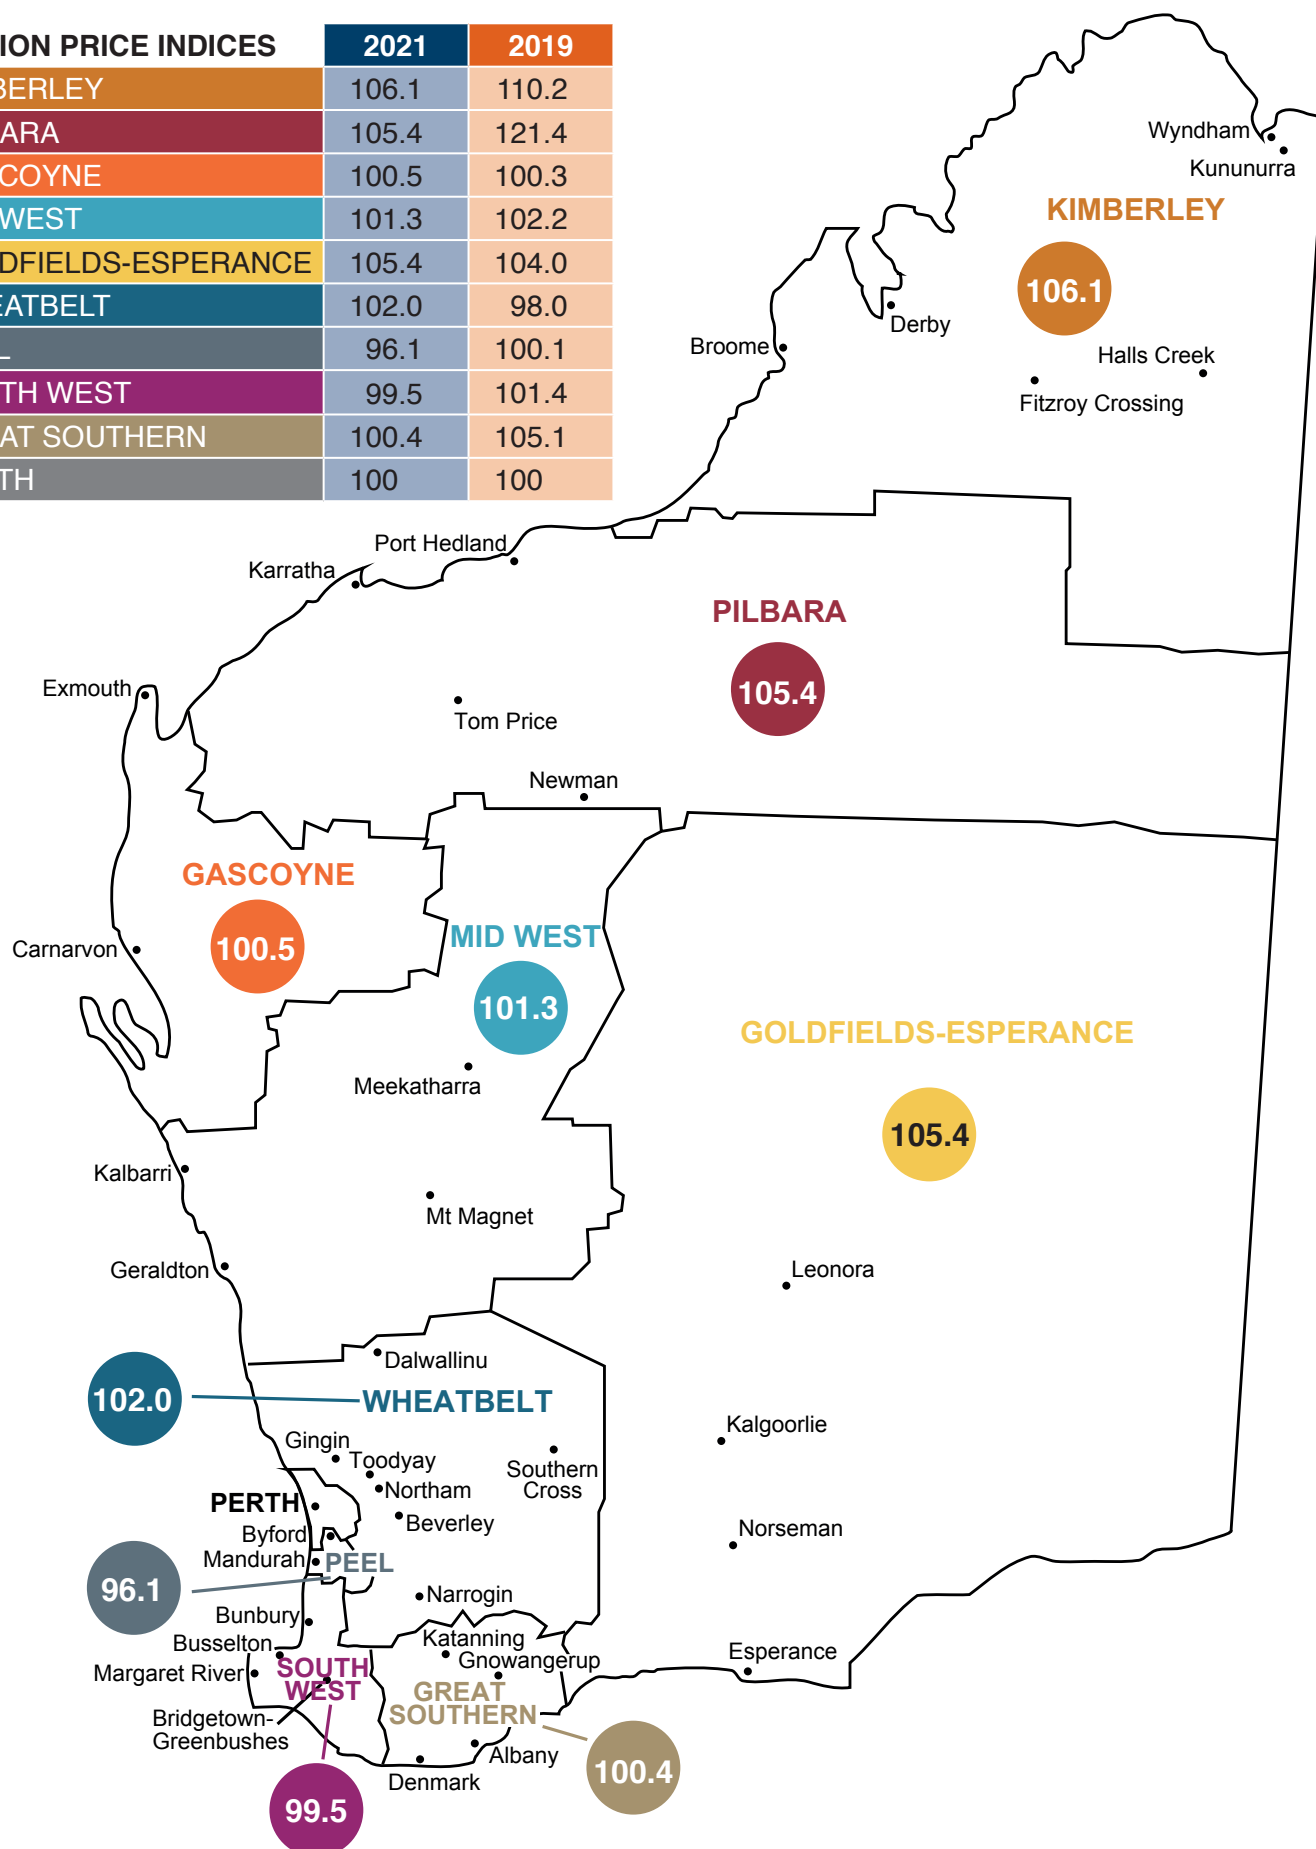 ION PRICE INDICES 2021 2019
BERLEY 106.1 110.2
ARA 105.4 121.4
COYNE 100.5 100.3
WEST 101.3 102.2
DFIELDS-ESPERANCE 105.4 104.0
EATBELT 102.0 98.0
L 96.1 100.1
TH WEST 99.5 101.4
AT SOUTHERN 100.4 105.1
TH 100 100
Wyndham
Kununurra
KIMBERLEY
106.1
Derby
Broome
Halls Creek
Fitzroy Crossing
Port Hedland
Karratha
PILBARA
105.4
Exmouth
Tom Price
Newman
GASCOYNE
100.5
MID WEST
101.3
Carnarvon
GOLDFIELDS-ESPERANCE
105.4
Meekatharra
Kalbarri
Mt Magnet
Geraldton
Leonora
Dalwallinu
102.0
WHEATBELT
Kalgoorlie
Gingin
Toodyay
Southern
Cross
Northam
PERTH
Beverley
Byford
Norseman
Mandurah
PEEL
96.1
Narrogin
Bunbury
Busselton
Katanning
Gnowangerup
Esperance
Margaret River
SOUTH
WEST
GREAT
SOUTHERN
Bridgetown-
Greenbushes
Albany
100.4
Denmark
99.5